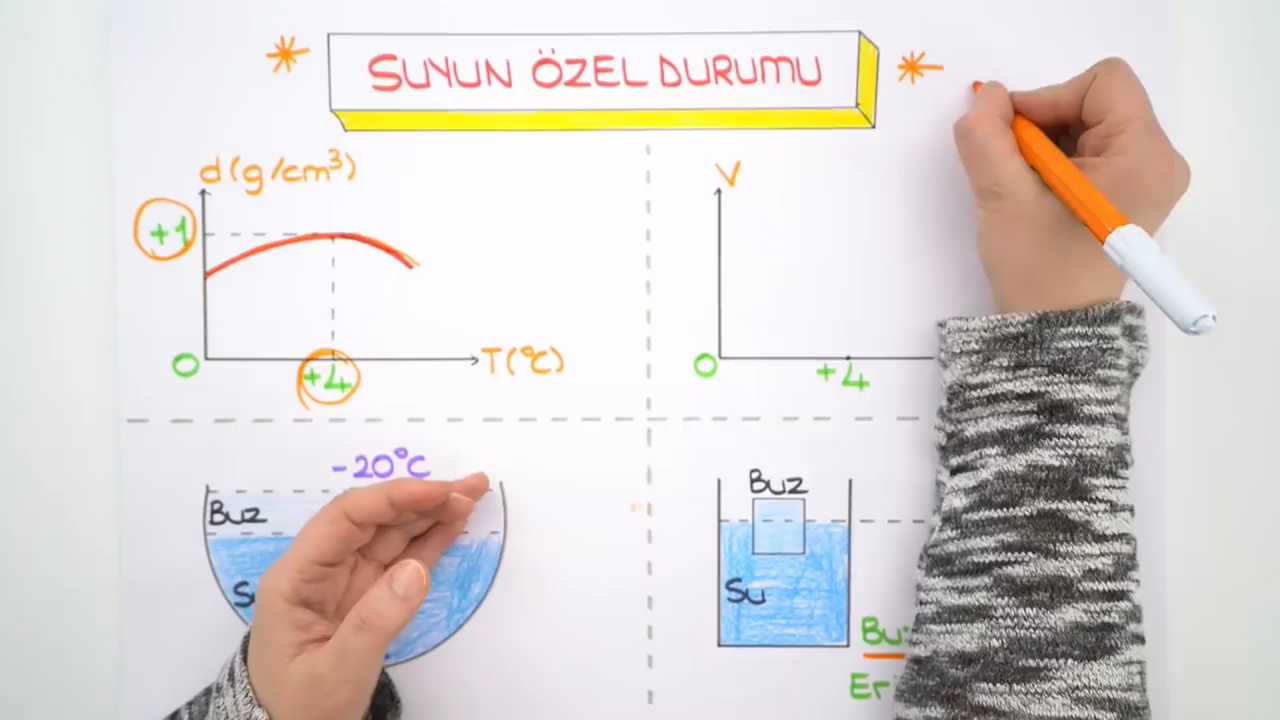 SUYUN ÖZEL DURUMU
d(g/cm³)
+1
0
+4
T(°C)
V
0
+4
-20°C
Buz
Buz
Su